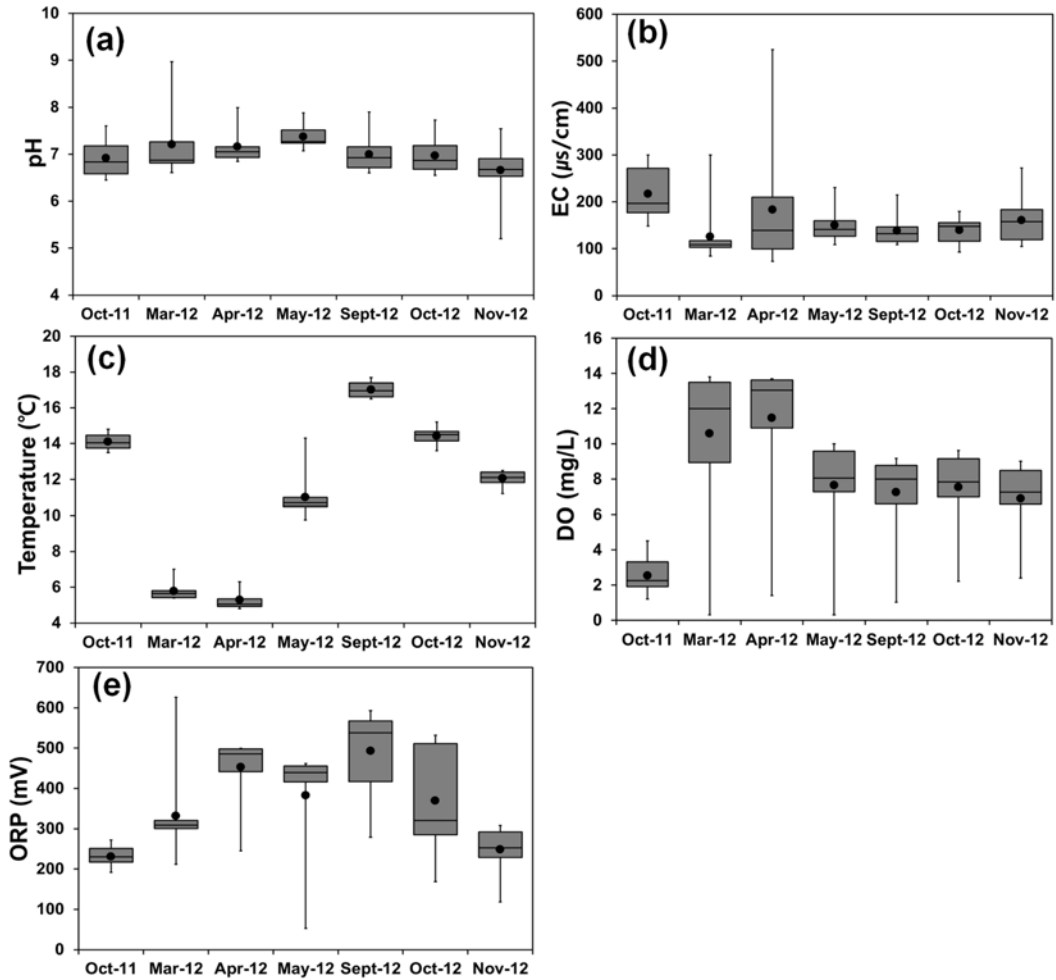 (a)
pH
10
9
8
7
6
5
4
Oct-11 Mar-12 Apr-12 May-12 Sept-12 Oct-12 Nov-12
(b)
EC (µs/cm)
600
500
400
300
200
100
0
Oct-11 Mar-12 Apr-12 May-12 Sept-12 Oct-12 Nov-12
(c)
Temperature (℃)
20
18
16
14
12
10
8
6
4
Oct-11 Mar-12 Apr-12 May-12 Sept-12 Oct-12 Nov-12
(d)
DO (mg/L)
16
14
12
10
8
6
4
2
0
Oct-11 Mar-12 Apr-12 May-12 Sept-12 Oct-12 Nov-12
(e)
ORP (mV)
700
600
500
400
300
200
100
0
Oct-11 Mar-12 Apr-12 May-12 Sept-12 Oct-12 Nov-12